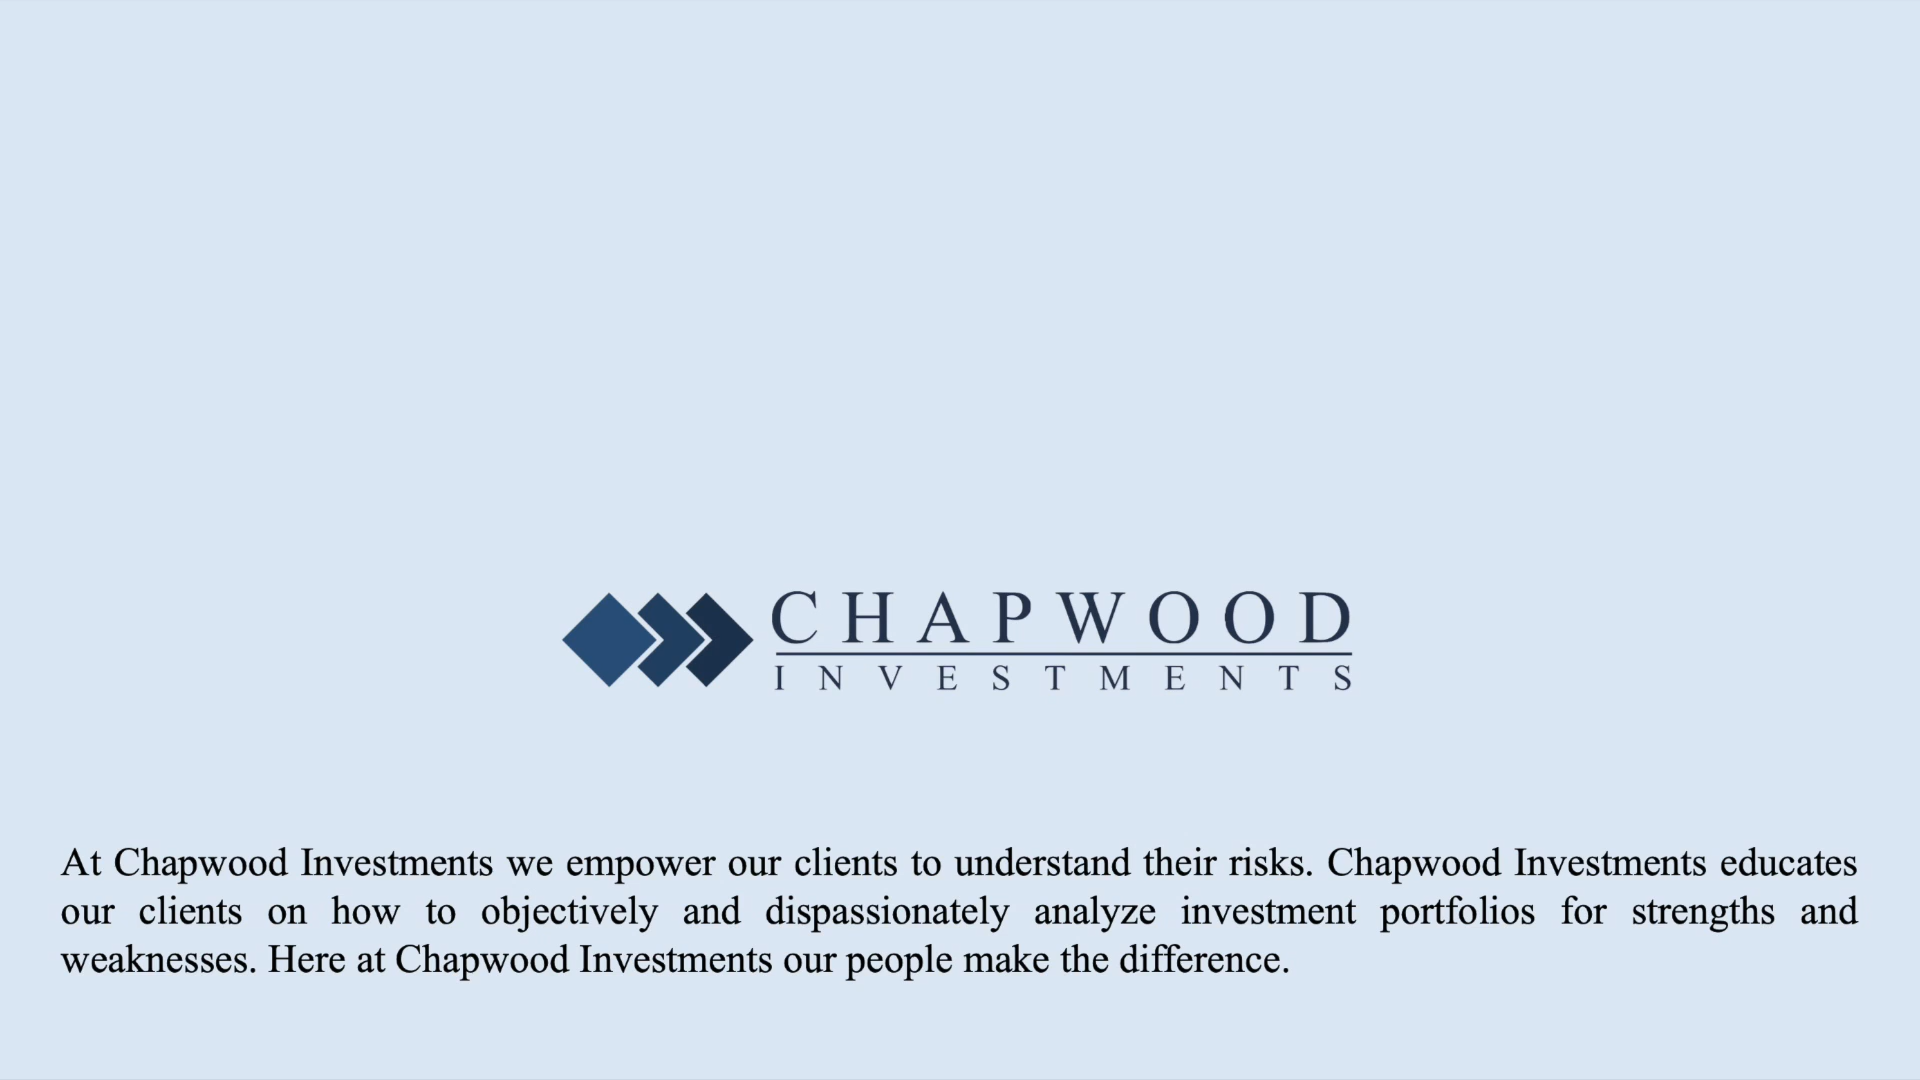 CHAPWOOD
INVESTMENTS
At Chapwood Investments we empower our clients to understand their risks. Chapwood Investments educates
our clients on how to objectively and dispassionately analyze investment portfolios for strengths and
weaknesses. Here at Chapwood Investments our people make the difference.